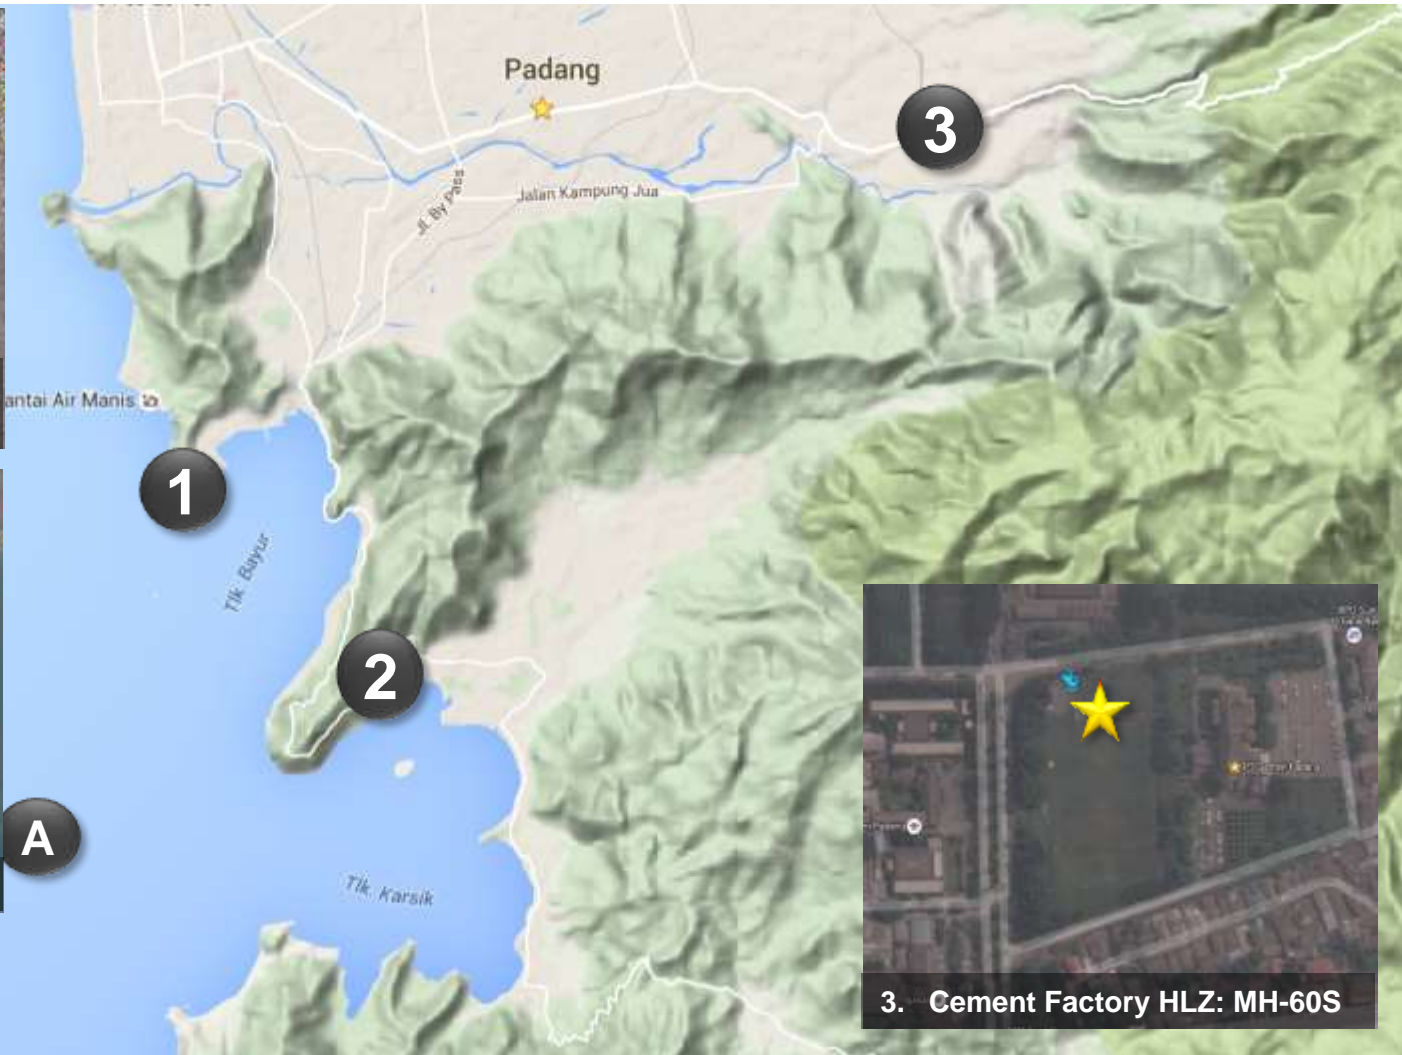 Padang
3
Jl. By Pass
Jalan Kampung Jua
antai Air Manis
1
Tlk. Bayur
2
A
Tlk. Karsik
3. Cement Factory HLZ: MH-60S